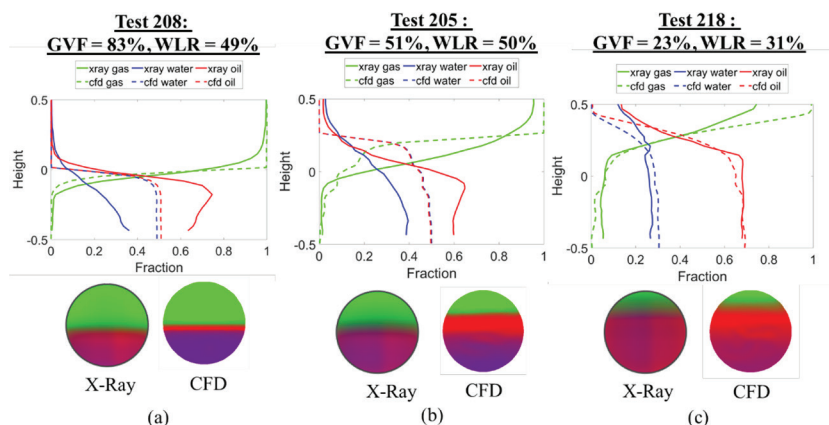 Test 208:
GVF = 83%, WLR = 49%
xray gas xray water xray oil
cfd gas cfd water cfd oil
0.5
0
-0.5
Height
0 0.2 0.4 0.6 0.8 1
Fraction
X-Ray CFD
(a)
Test 205 :
GVF = 51%, WLR = 50%
xray gas xray water xray oil
cfd gas cfd water cfd oil
0.5
0
-0.5
Height
0 0.2 0.4 0.6 0.8 1
Fraction
X-Ray CFD
(b)
Test 218 :
GVF = 23%, WLR = 31%
xray gas xray water xray oil
cfd gas cfd water cfd oil
0.5
0
-0.5
Height
0 0.2 0.4 0.6 0.8 1
Fraction
X-Ray CFD
(c)